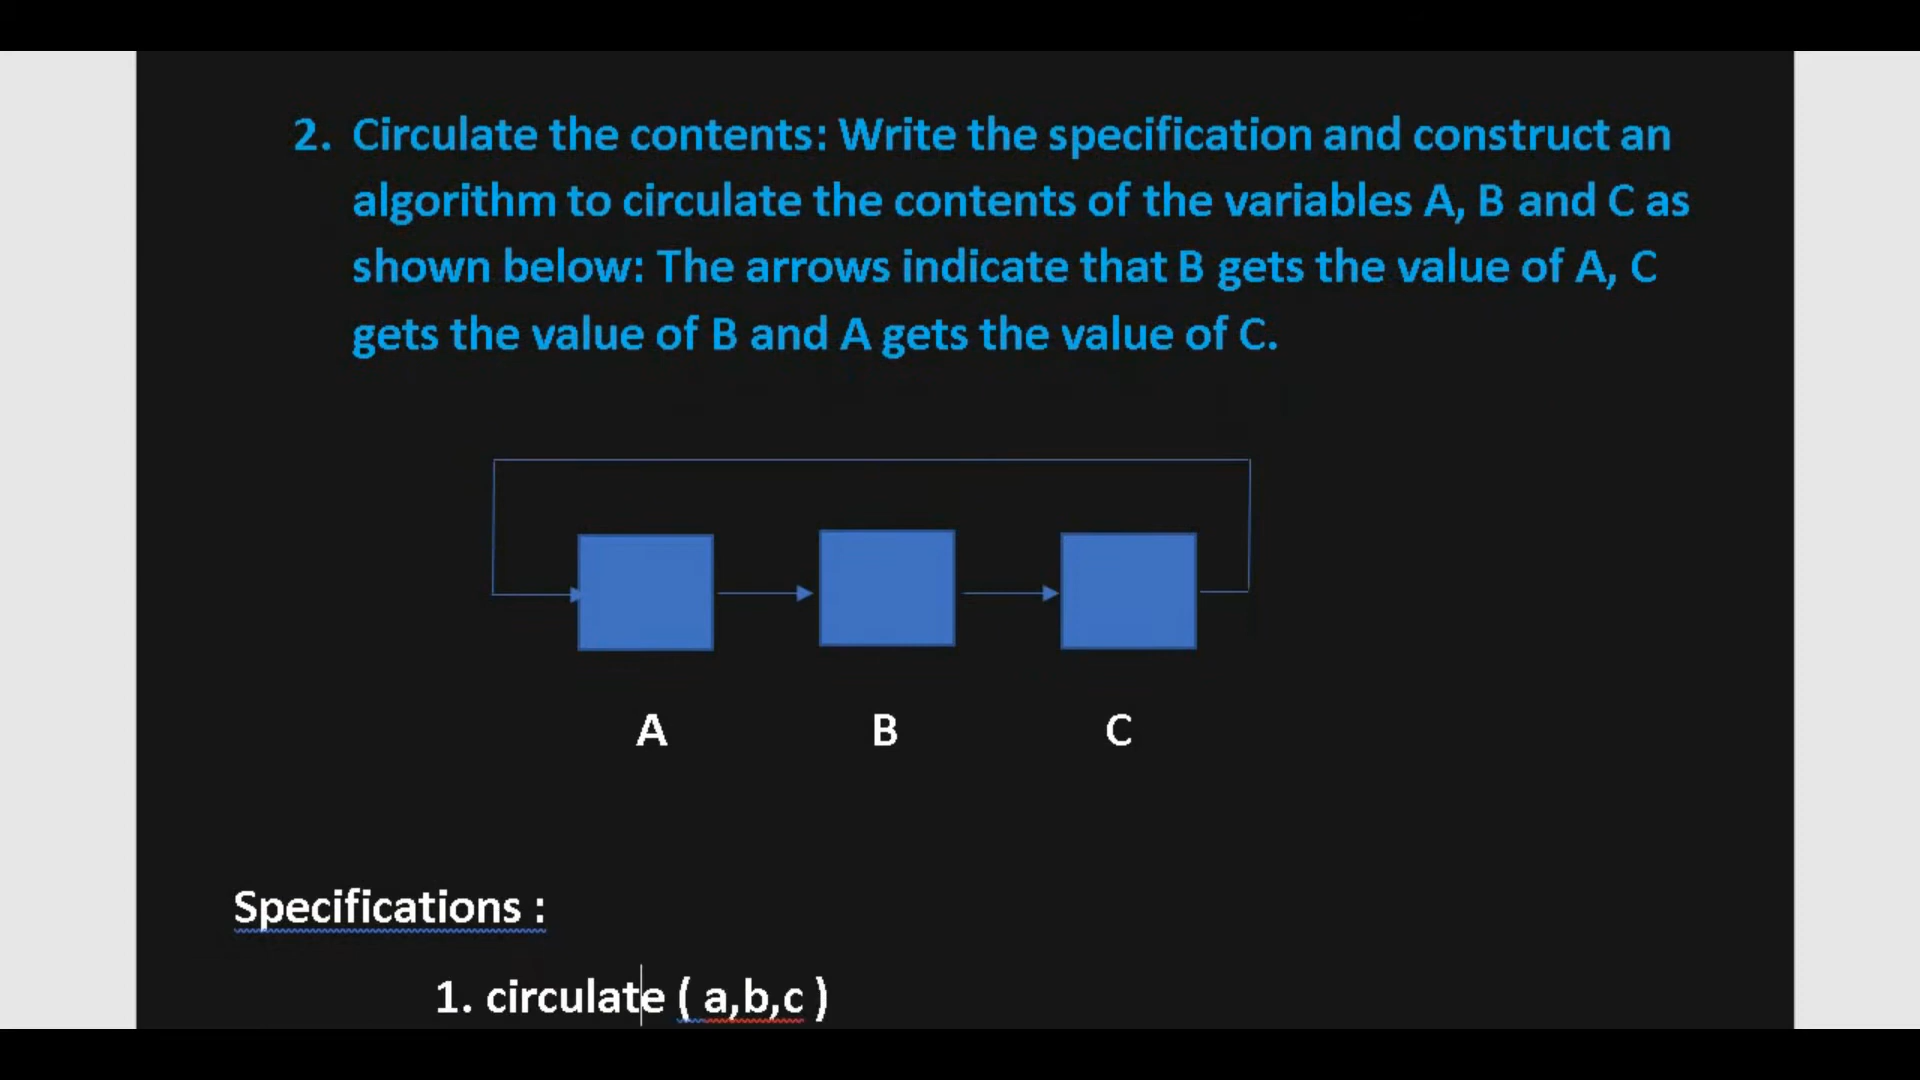 2. Circulate the contents: Write the specification and construct an
algorithm to circulate the contents of the variables A, B and C as
shown below: The arrows indicate that B gets the value of A, C
gets the value of B and A gets the value of C.
A B C
Specifications :
1. circulate ( a,b,c )